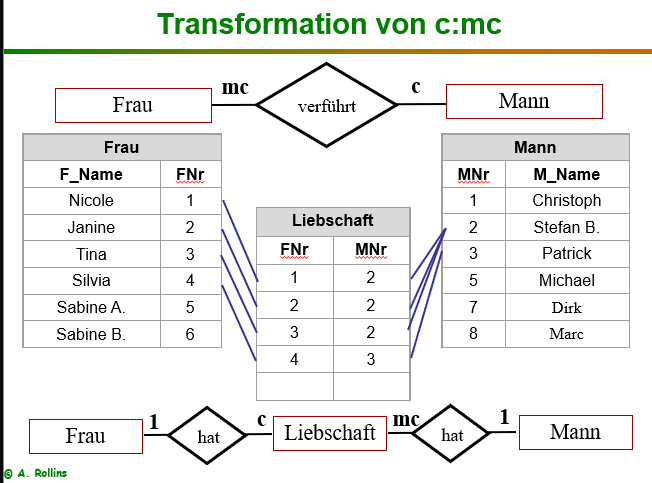 Transformation von c:mc
Frau mc verführt c Mann
Frau
F_Name FNr
Nicole 1
Janine 2
Tina 3
Silvia 4
Sabine A. 5
Sabine B. 6
Liebschaft
FNr MNr
1 2
2 2
3 2
4 3
Mann
MNr M_Name
1 Christoph
2 Stefan B.
3 Patrick
5 Michael
7 Dirk
8 Marc
Frau 1 hat c Liebschaft mc hat 1 Mann
© A. Rollins